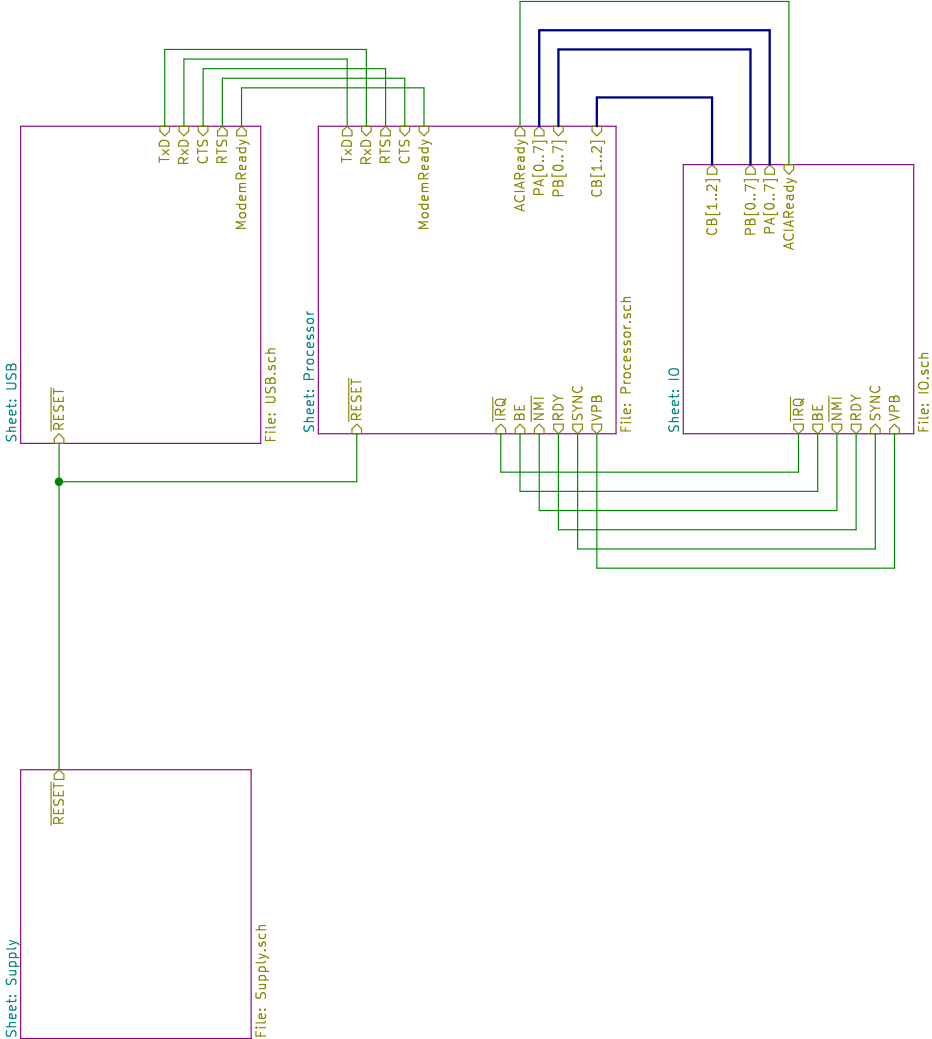 Sheet: USB
TxD
RxD
CTS
RTS
ModemReady
RESET
File: USB.sch
Sheet: Processor
TxD
RxD
RTS
CTS
ModemReady
ACIAReady
PA[0..7]
PB[0..7]
CB[1..2]
RESET
IRQ
BE
NMI
RDY
SYNC
VPB
File: Processor.sch
Sheet: IO
CB[1..2]
PB[0..7]
PA[0..7]
ACIAReady
IRQ
BE
NMI
RDY
SYNC
VPB
File: IO.sch
Sheet: Supply
RESET
File: Supply.sch